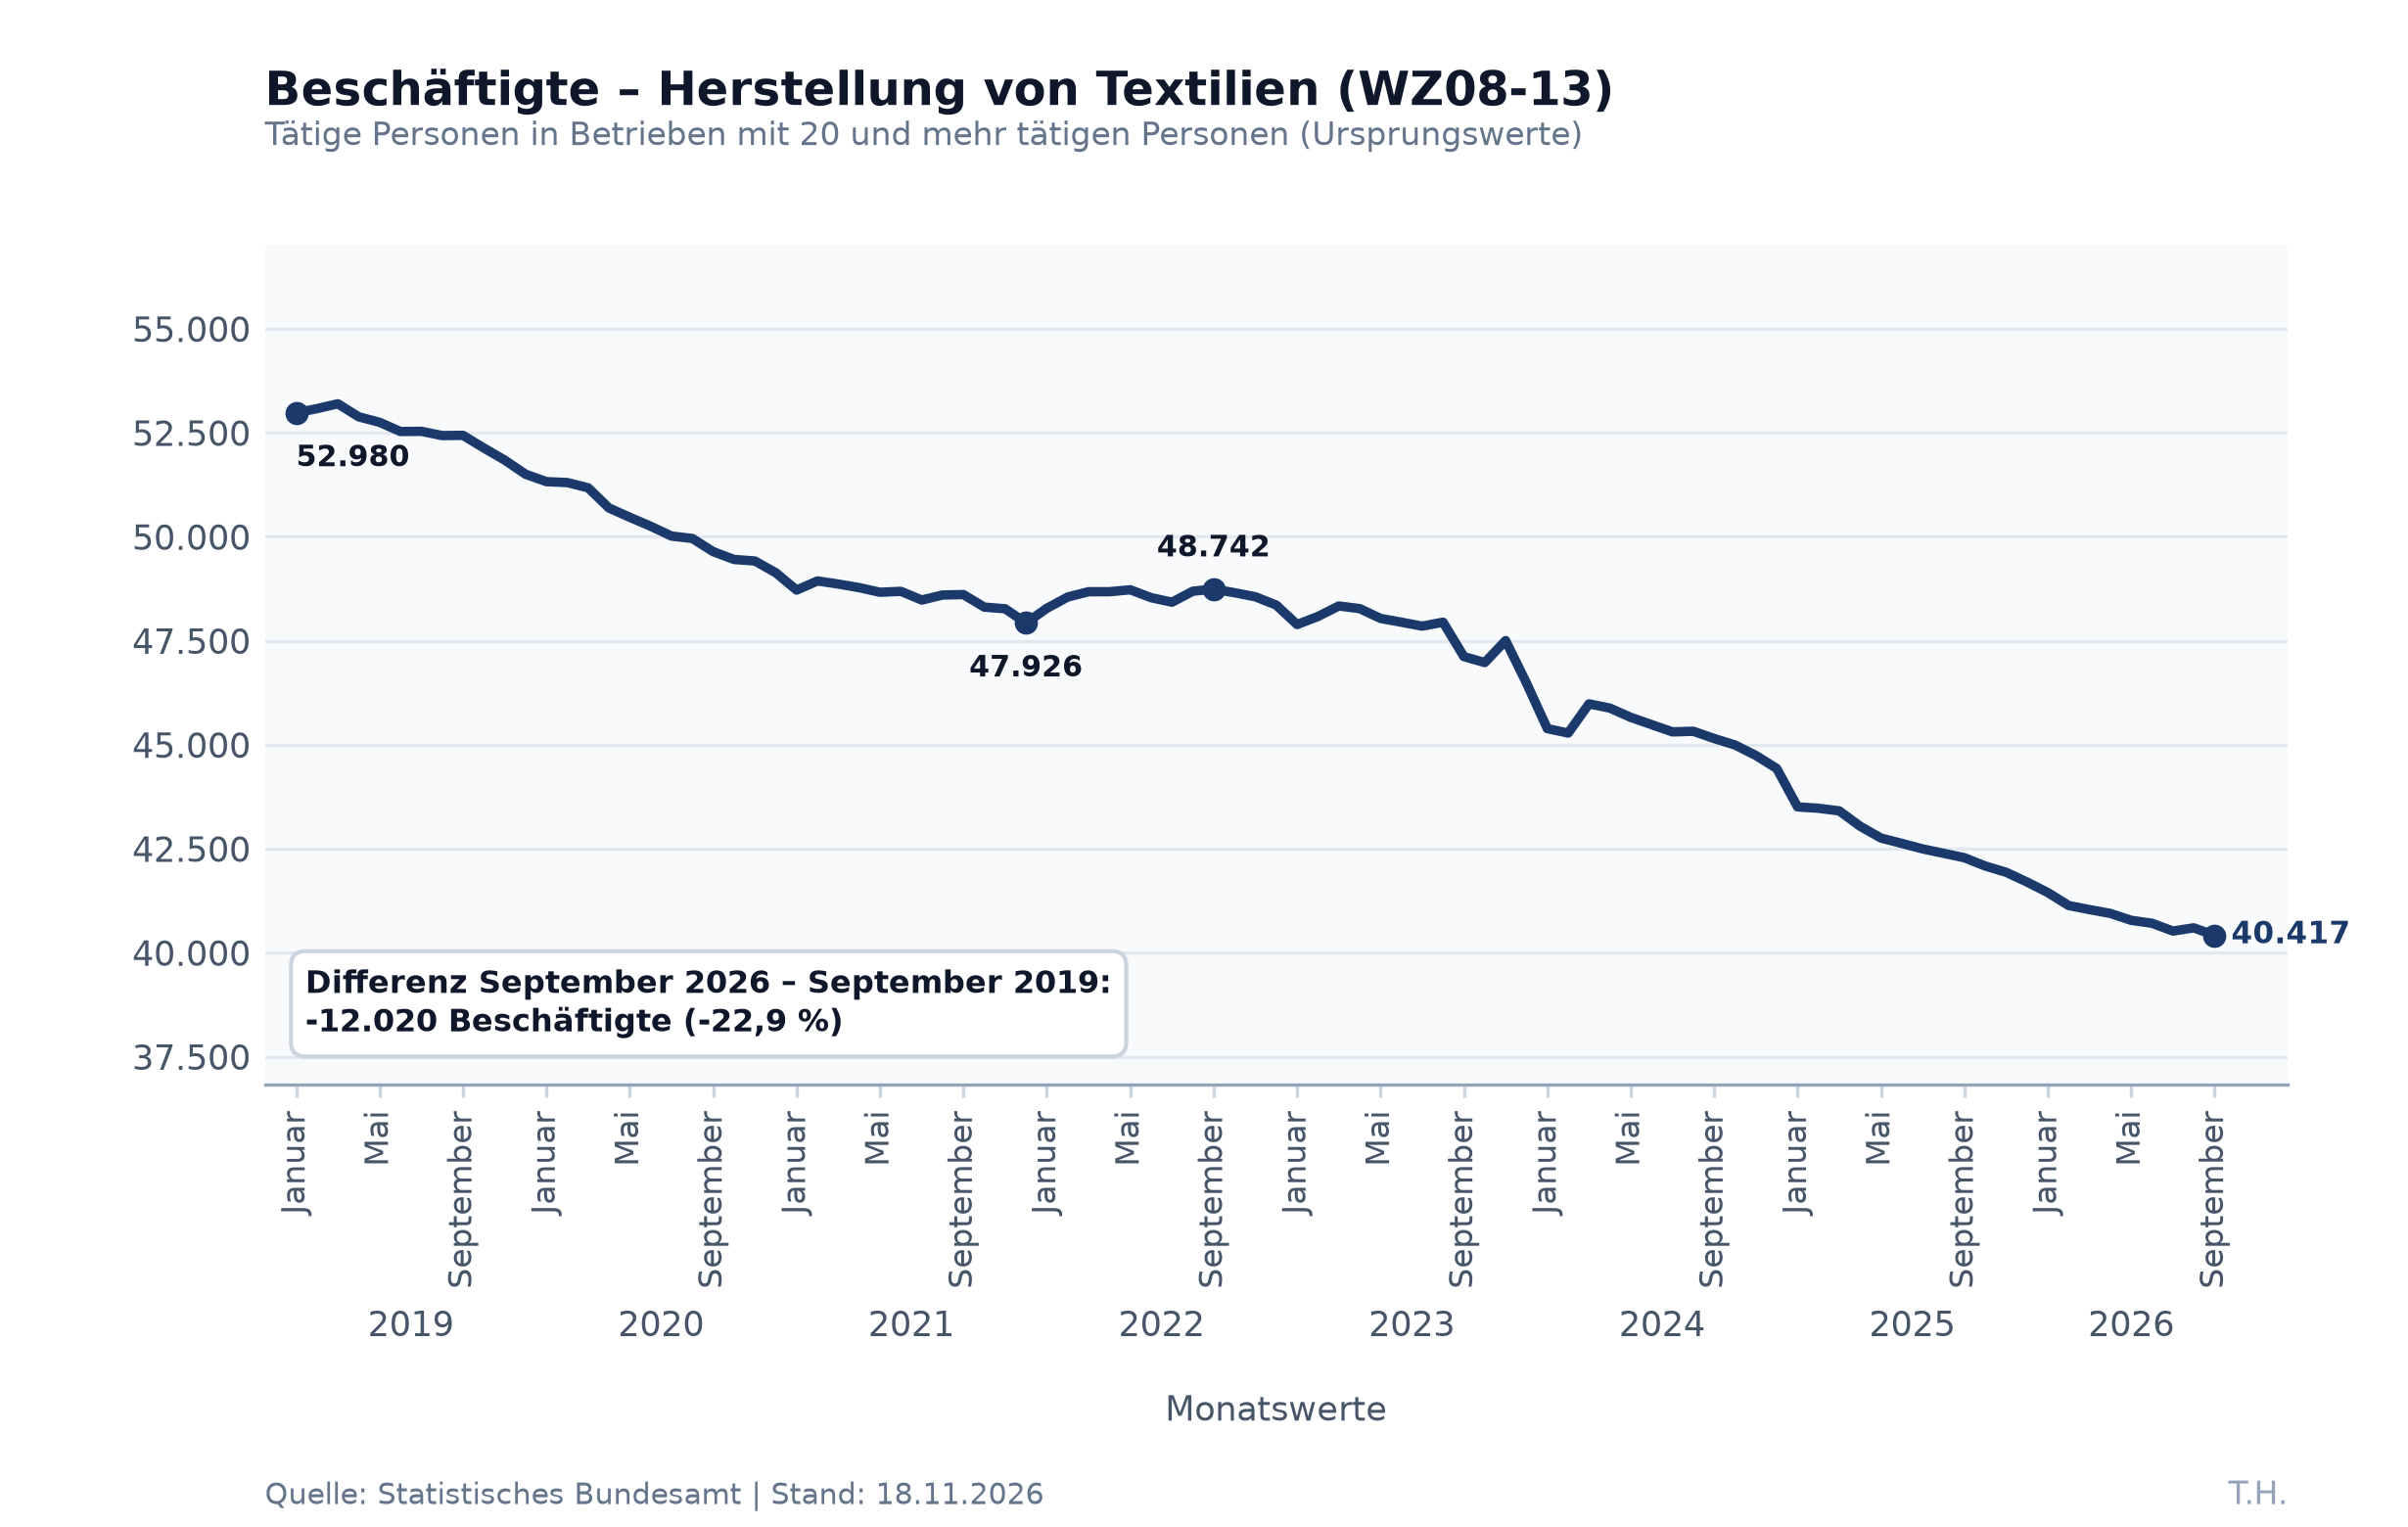 Beschäftigte – Herstellung von Textilien (WZ08-13)
Tätige Personen in Betrieben mit 20 und mehr tätigen Personen (Ursprungswerte)
55.000
52.500
50.000
47.500
45.000
42.500
40.000
37.500
52.980
47.926
48.742
40.417
Differenz September 2026 – September 2019:
-12.020 Beschäftigte (-22,9 %)
Januar
Mai
September
Januar
Mai
September
Januar
Mai
September
Januar
Mai
September
Januar
Mai
September
Januar
Mai
September
Januar
Mai
September
Januar
Mai
September
2019
2020
2021
2022
2023
2024
2025
2026
Monatswerte
Quelle: Statistisches Bundesamt | Stand: 18.11.2026
T.H.